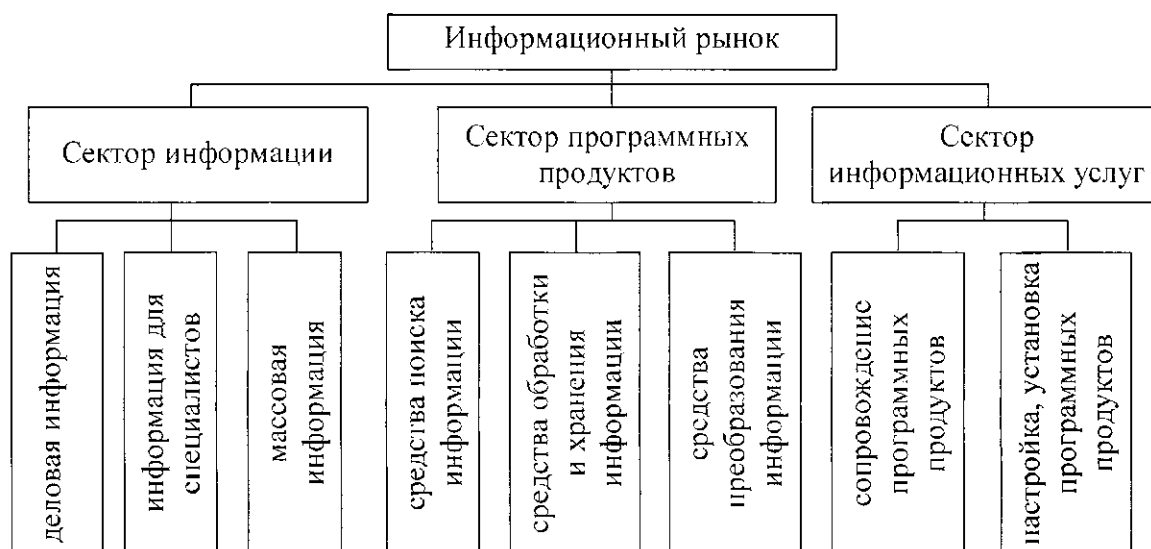 Информационный рынок
Сектор информации
Сектор программных
продуктов
Сектор
информационных услуг
деловая информация
информация для
специалистов
массовая
информация
средства поиска
информации
средства обработки
и хранения
информации
средства
преобразования
информации
сопровождение
программных
продуктов
настройка, установка
программных
продуктов